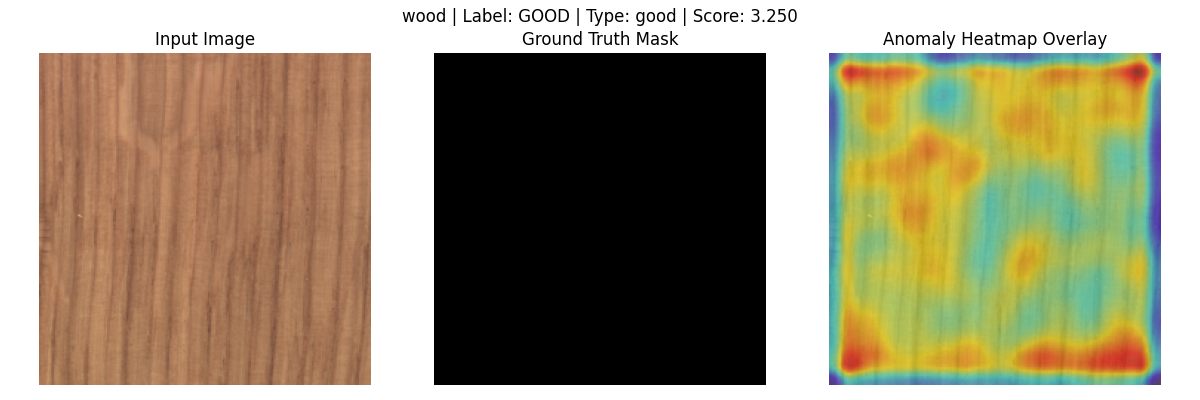 wood | Label: GOOD | Type: good | Score: 3.250
Input Image
Ground Truth Mask
Anomaly Heatmap Overlay